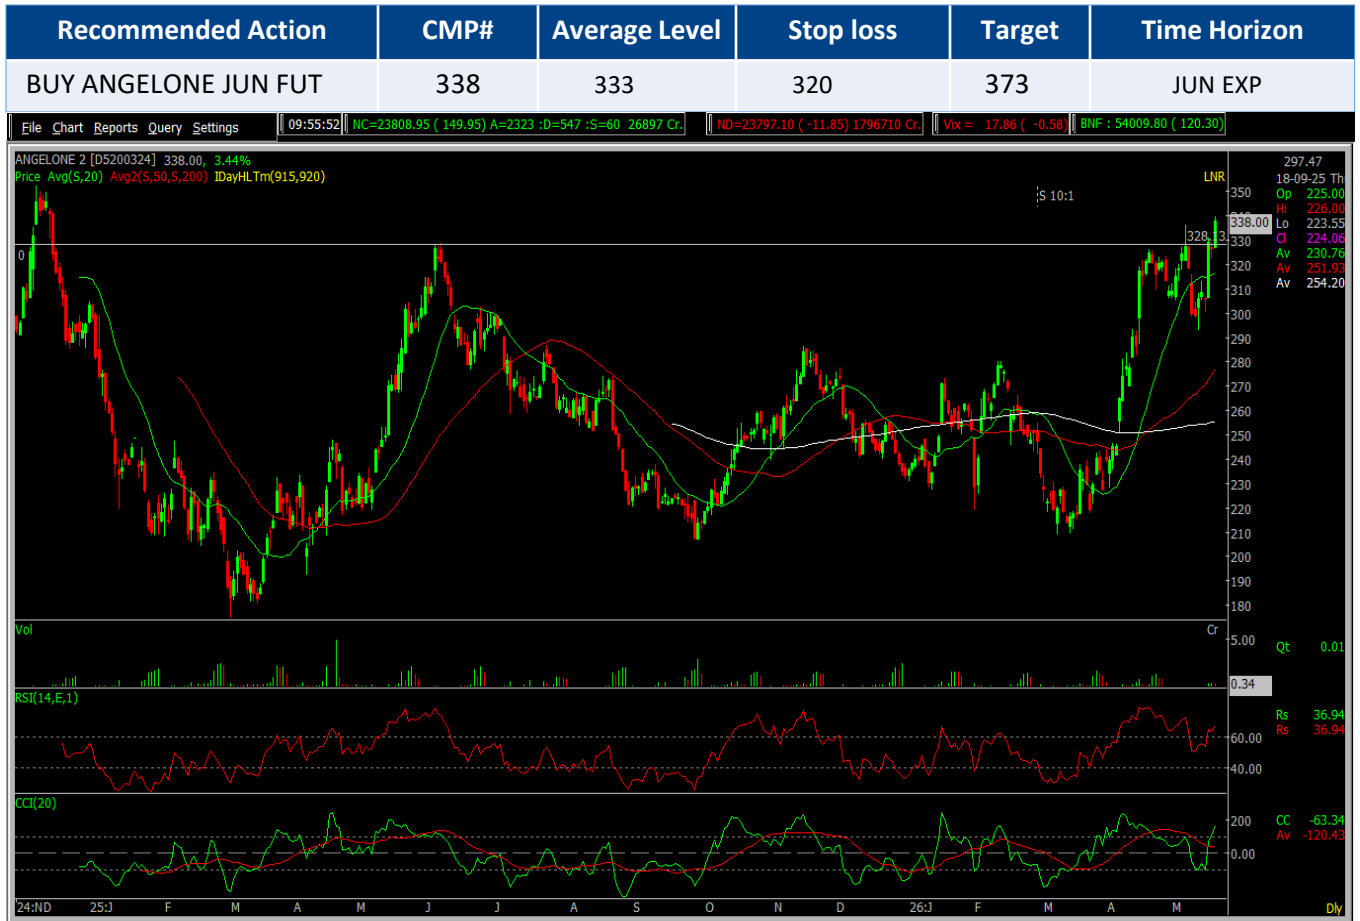 Recommended Action CMP# Average Level Stop loss Target Time Horizon
BUY ANGELONE JUN FUT 338 333 320 373 JUN EXP
File Chart Reports Query Settings 09:55:52 NC=23808.95 ( 149.95) A=2323 :D=547 :S=60 26897 Cr. ND=23797.10 ( -11.85) 1796710 Cr. Vix = 17.86 ( -0.58) BNF : 54009.80 ( 120.30)
ANGELONE 2 [D5200324] 338.00, 3.44%
Price Avg(S,20) Avg2(S,50,S,200) IDayHLTm(915,920) LNR
297.47
18-09-25 Th
Op 225.00
Hi 226.00
Lo 223.55
Cl 224.06
Av 230.76
Av 251.93
Av 254.20
S 10:1
0
328.13
350
338.00
330
320
310
300
290
280
270
260
250
240
230
220
210
200
190
180
Vol Cr
5.00
Qt 0.01
0.34
RSI(14,E,1)
Rs 36.94
Rs 36.94
60.00
40.00
CCI(20)
200
CC -63.34
Av -120.43
0.00
24:ND 25:J F M A M J J A S O N D 26:J F M A M Dly